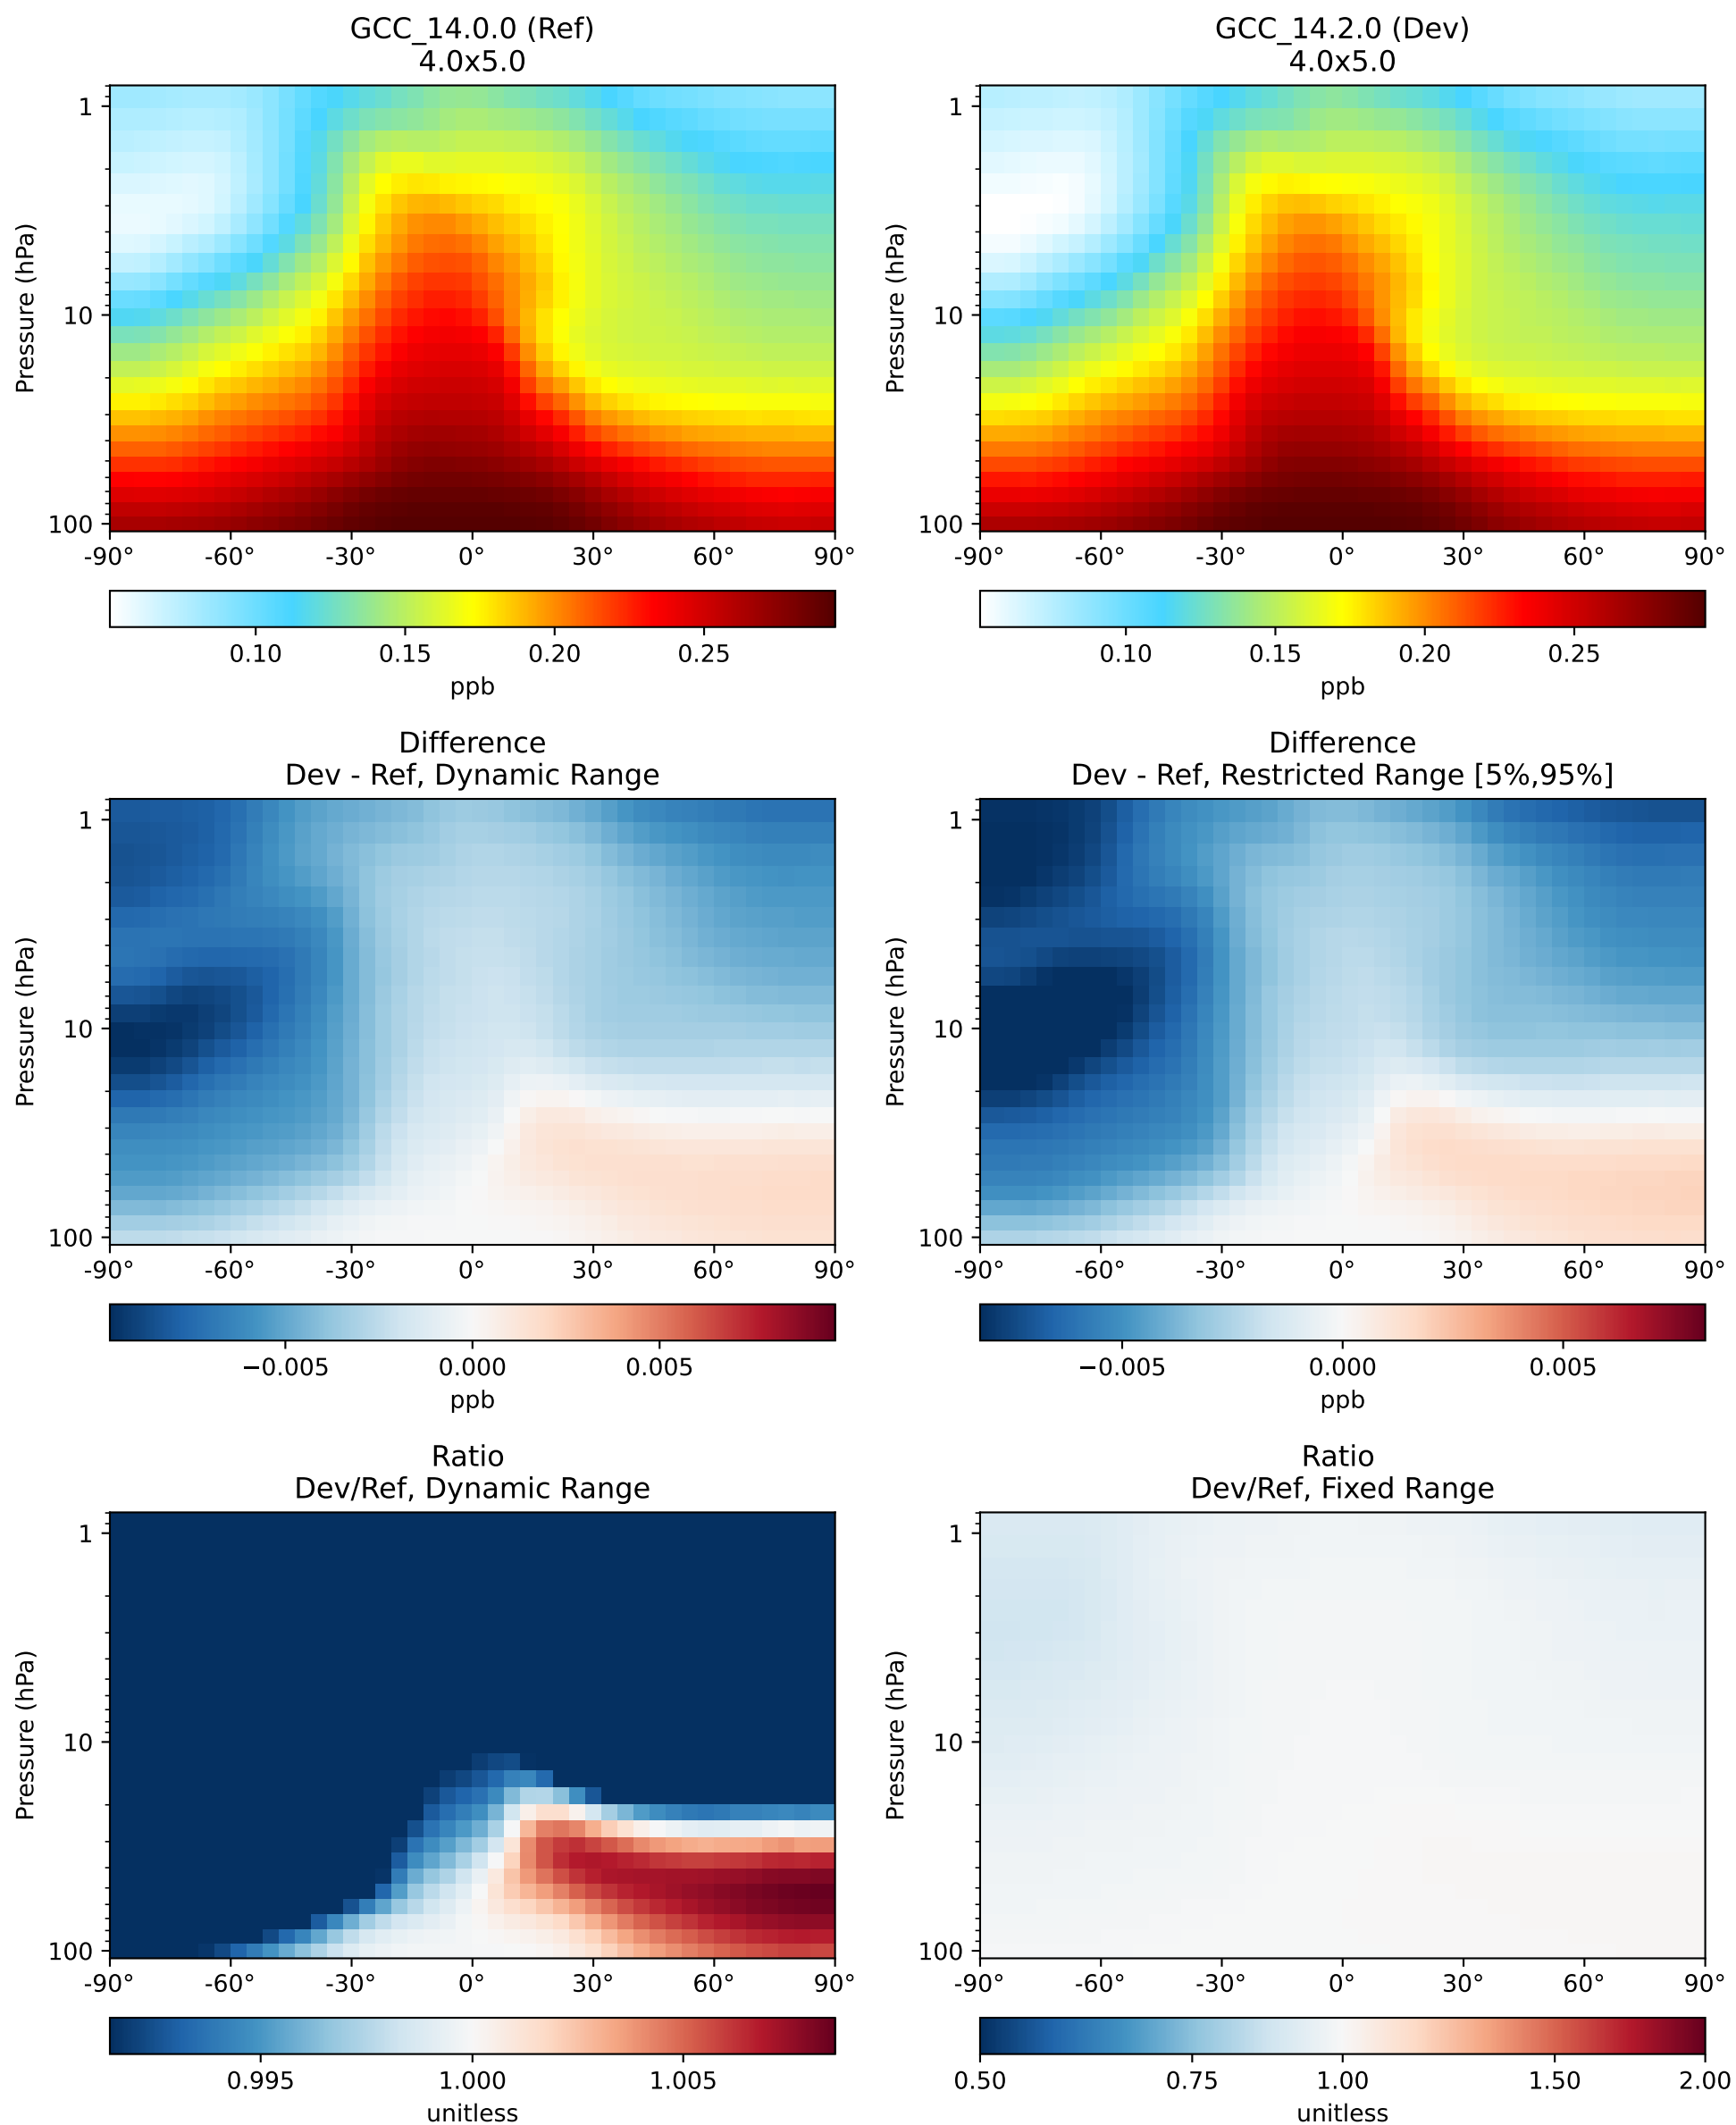 GCC_14.0.0 (Ref)
4.0x5.0
GCC_14.2.0 (Dev)
4.0x5.0
Pressure (hPa)
1
10
100
-90° -60° -30° 0° 30° 60° 90°
0.10 0.15 0.20 0.25
ppb
Pressure (hPa)
1
10
100
-90° -60° -30° 0° 30° 60° 90°
0.10 0.15 0.20 0.25
ppb
Difference
Dev - Ref, Dynamic Range
Difference
Dev - Ref, Restricted Range [5%,95%]
Pressure (hPa)
1
10
100
-90° -60° -30° 0° 30° 60° 90°
−0.005 0.000 0.005
ppb
Pressure (hPa)
1
10
100
-90° -60° -30° 0° 30° 60° 90°
−0.005 0.000 0.005
ppb
Ratio
Dev/Ref, Dynamic Range
Ratio
Dev/Ref, Fixed Range
Pressure (hPa)
1
10
100
-90° -60° -30° 0° 30° 60° 90°
0.995 1.000 1.005
unitless
Pressure (hPa)
1
10
100
-90° -60° -30° 0° 30° 60° 90°
0.50 0.75 1.00 1.50 2.00
unitless